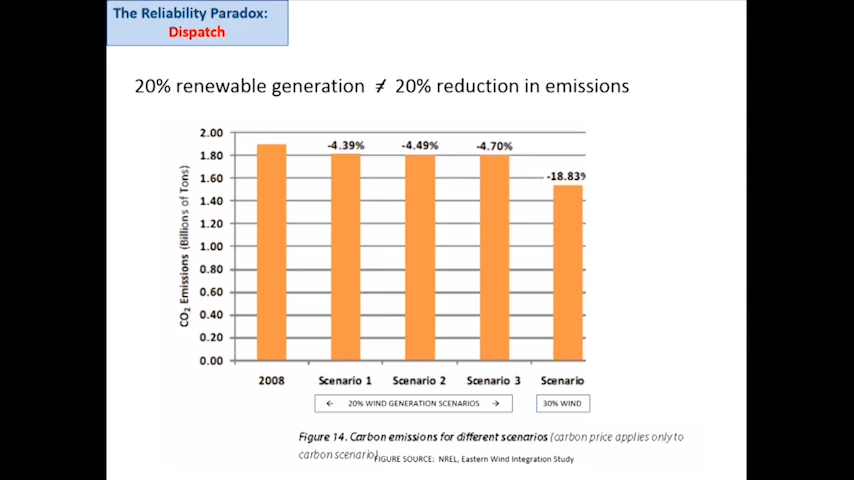 The Reliability Paradox:
Dispatch
20% renewable generation ≠ 20% reduction in emissions
2.00
1.80
1.60
1.40
1.20
1.00
0.80
0.60
0.40
0.20
0.00
CO2 Emissions (Billions of Tons)
-4.39%
-4.49%
-4.70%
-18.83%
2008 Scenario 1 Scenario 2 Scenario 3 Scenario
← 20% WIND GENERATION SCENARIOS → 30% WIND
Figure 14. Carbon emissions for different scenarios (carbon price applies only to
carbon scenario)
FIGURE SOURCE: NREL, Eastern Wind Integration Study